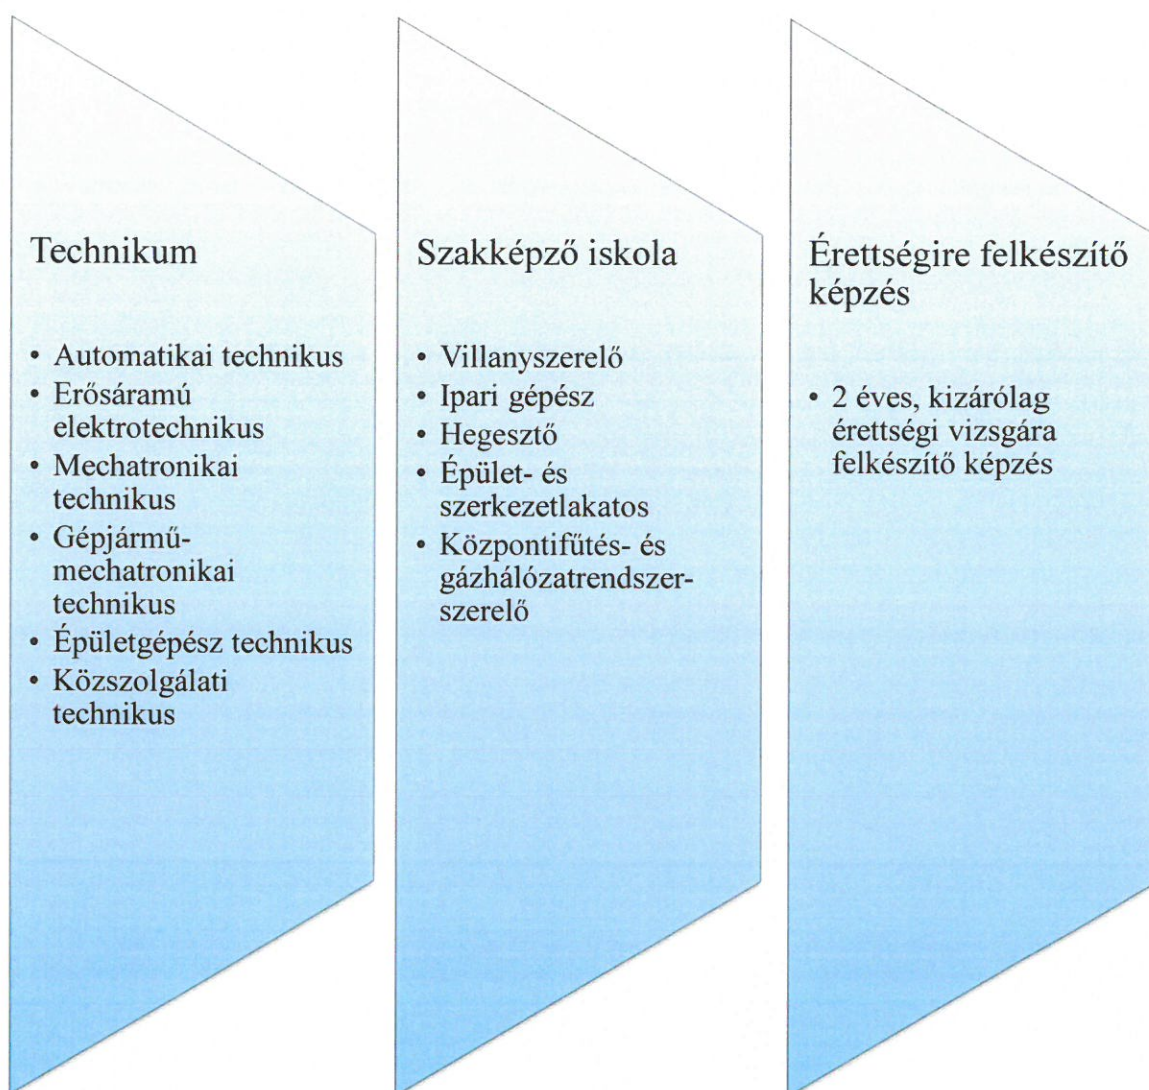 Technikum
• Automatikai technikus
• Erősáramú
elektrotechnikus
• Mechatronikai
technikus
• Gépjármű-
mechatronikai
technikus
• Épületgépész technikus
• Közszolgálati
technikus
Szakképző iskola
• Villanyszerelő
• Ipari gépész
• Hegesztő
• Épület- és
szerkezetlakatos
• Központifűtés- és
gázhálózatrendszer-
szerelő
Érettségire felkészítő
képzés
• 2 éves, kizárólag
érettségi vizsgára
felkészítő képzés